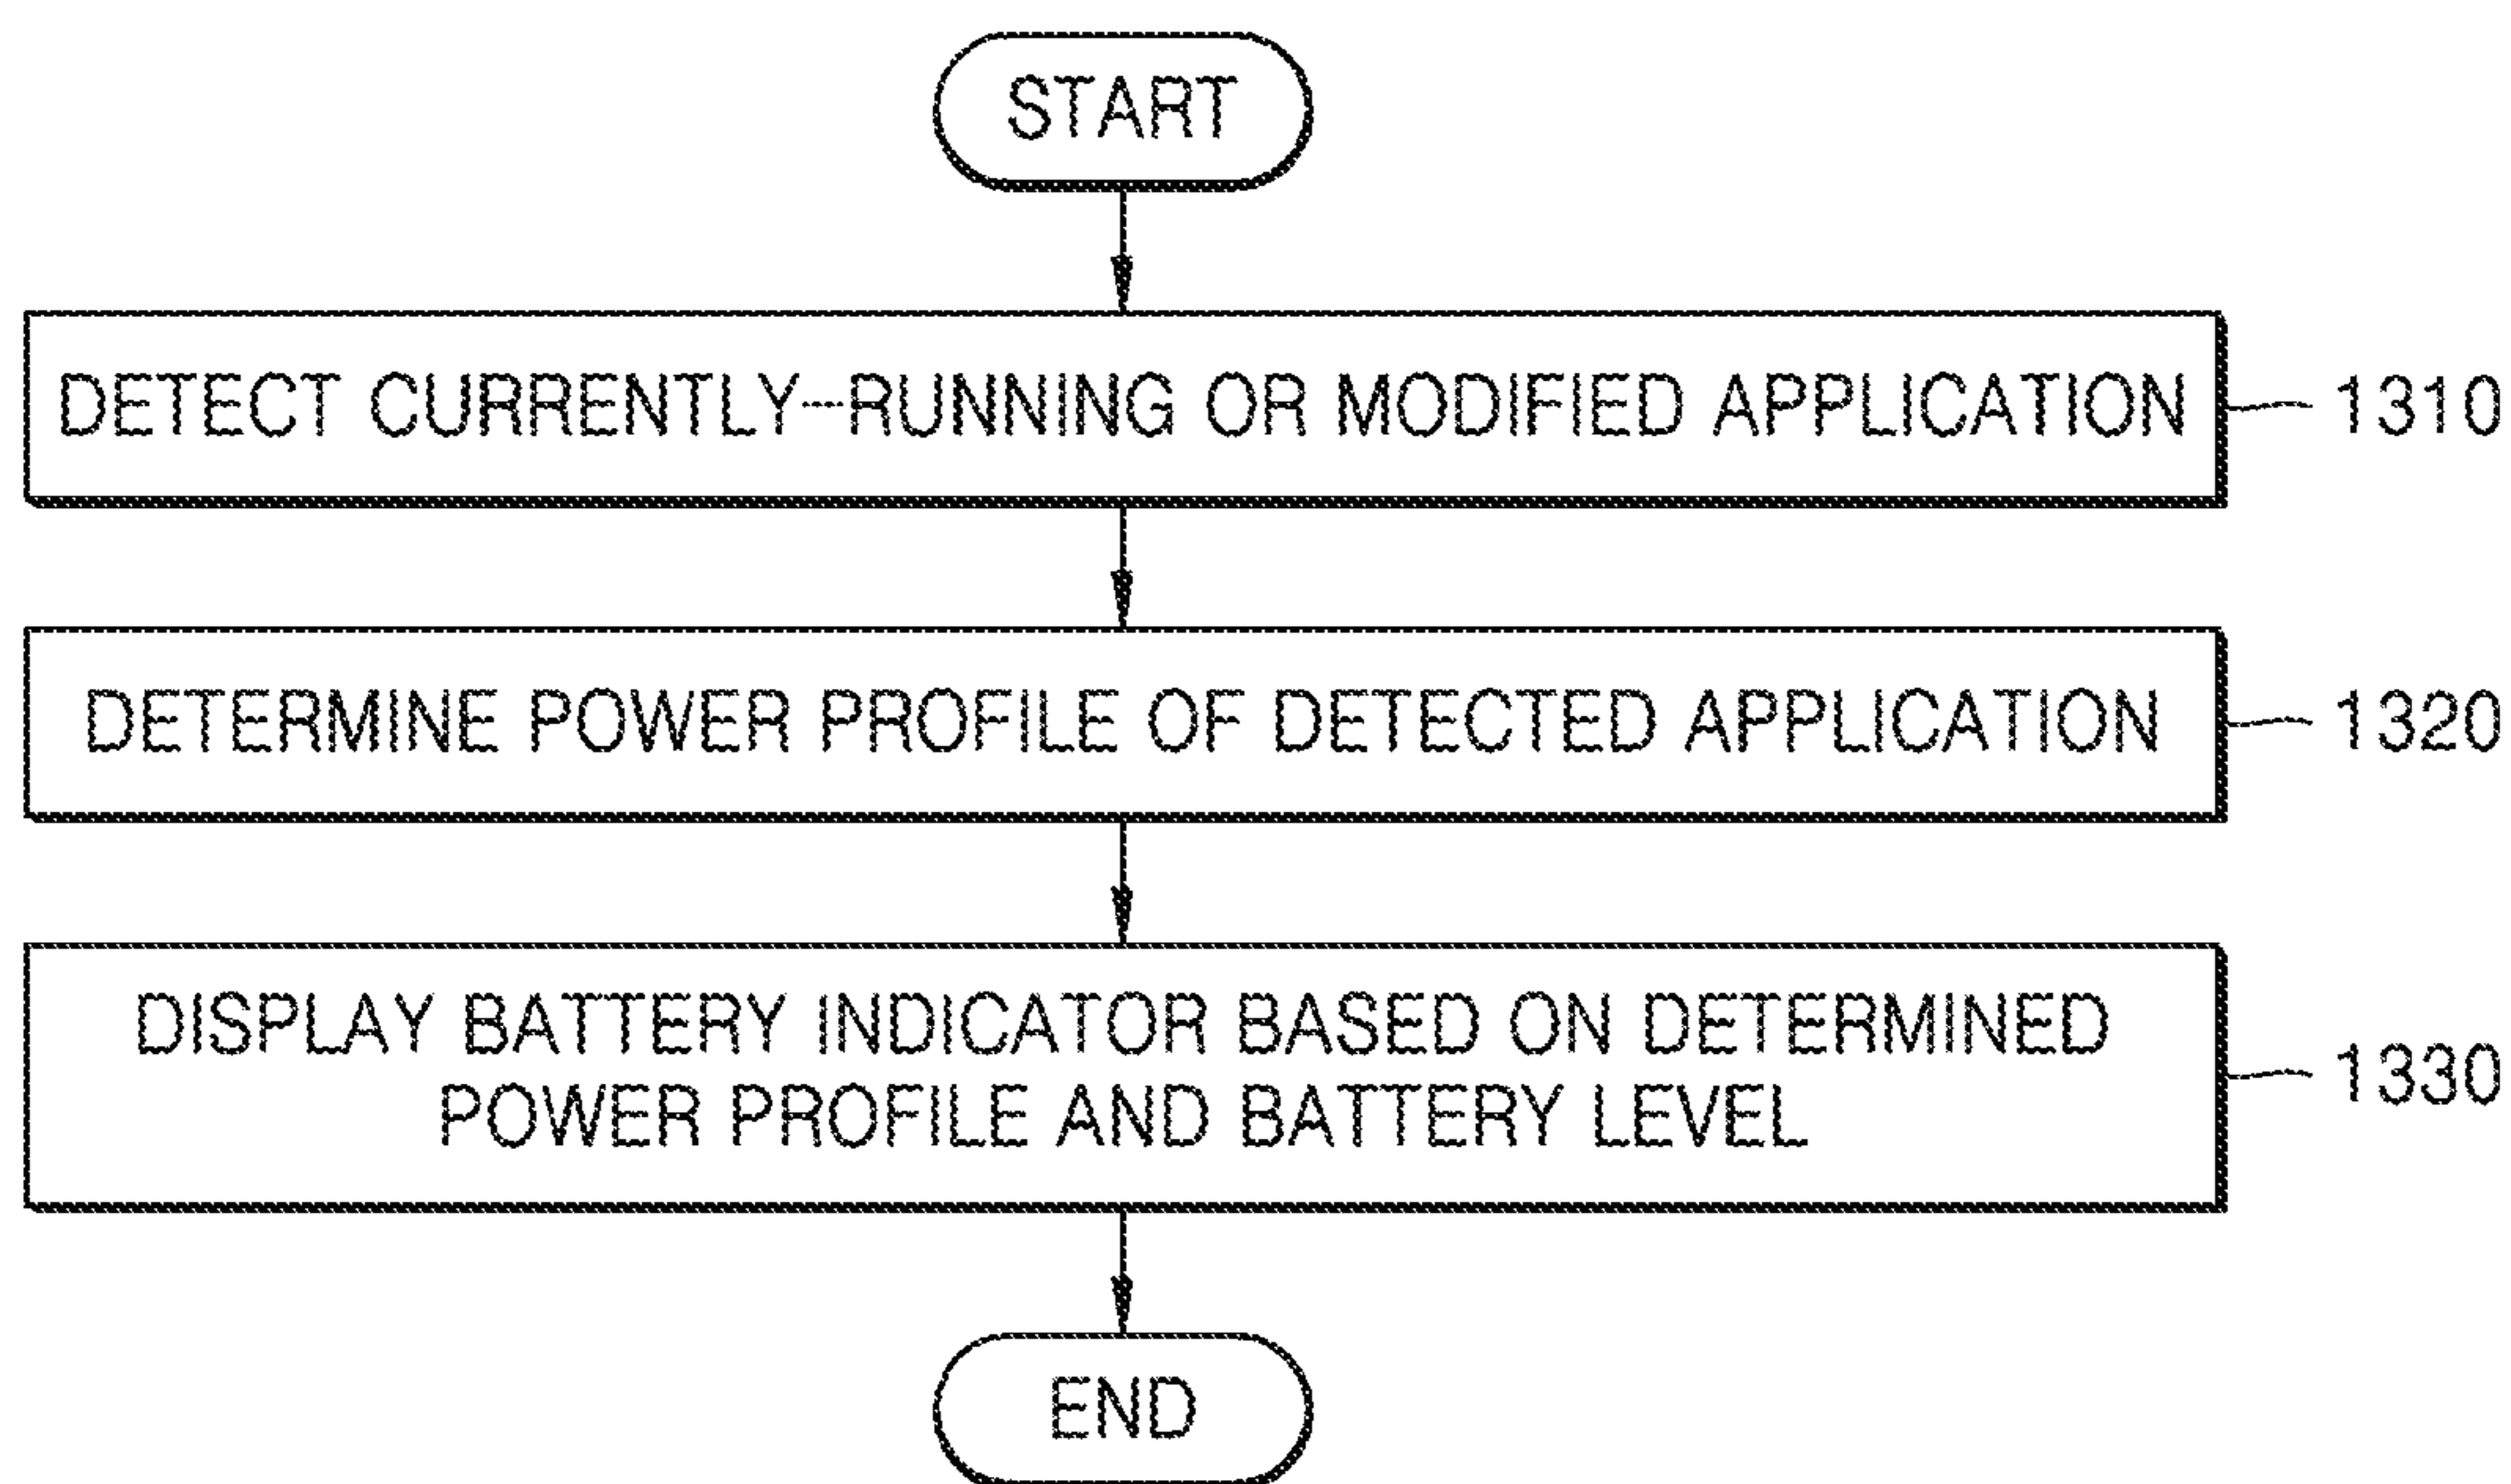 START
DETECT CURRENTLY-RUNNING OR MODIFIED APPLICATION
1310
DETERMINE POWER PROFILE OF DETECTED APPLICATION
1320
DISPLAY BATTERY INDICATOR BASED ON DETERMINED
POWER PROFILE AND BATTERY LEVEL
1330
END